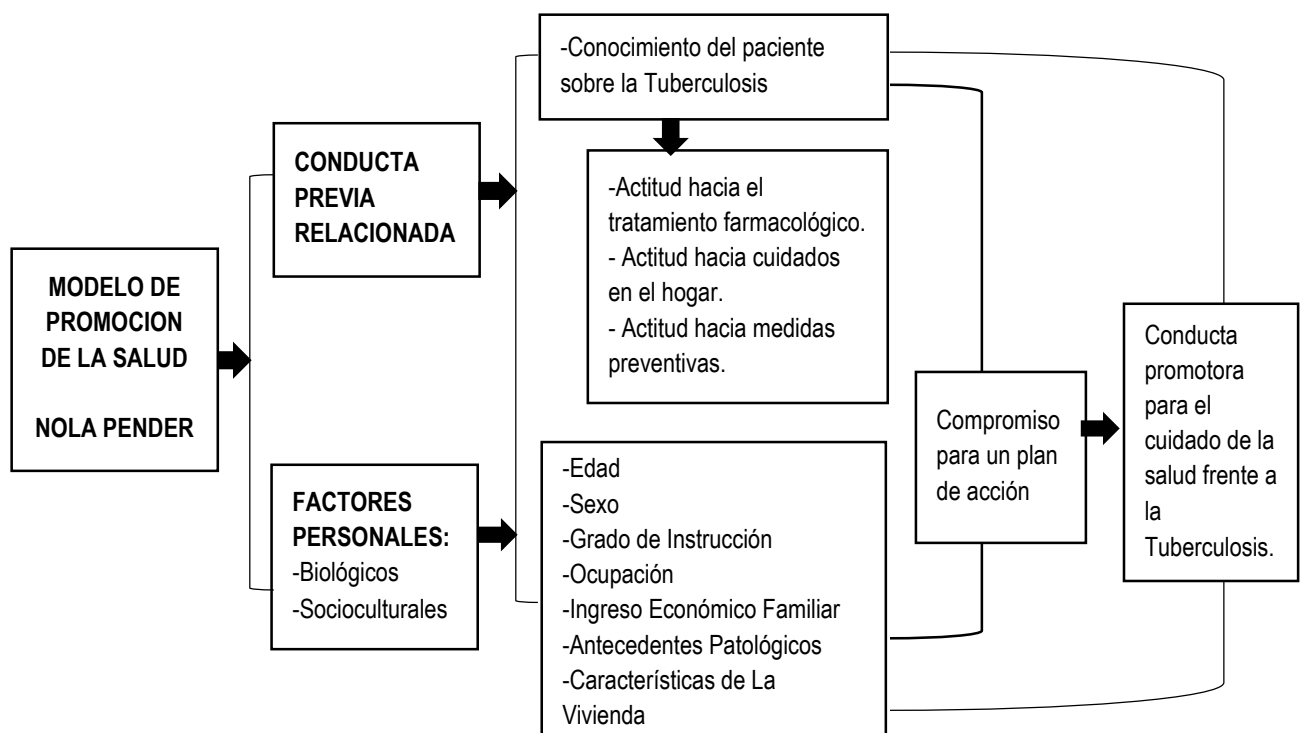 MODELO DE
PROMOCION
DE LA SALUD
NOLA PENDER
CONDUCTA
PREVIA
RELACIONADA
FACTORES
PERSONALES:
-Biológicos
-Socioculturales
-Conocimiento del paciente
sobre la Tuberculosis
-Actitud hacia el
tratamiento farmacológico.
- Actitud hacia cuidados
en el hogar.
- Actitud hacia medidas
preventivas.
-Edad
-Sexo
-Grado de Instrucción
-Ocupación
-Ingreso Económico Familiar
-Antecedentes Patológicos
-Características de La
Vivienda
Compromiso
para un plan
de acción
Conducta
promotora
para el
cuidado de la
salud frente a
la
Tuberculosis.